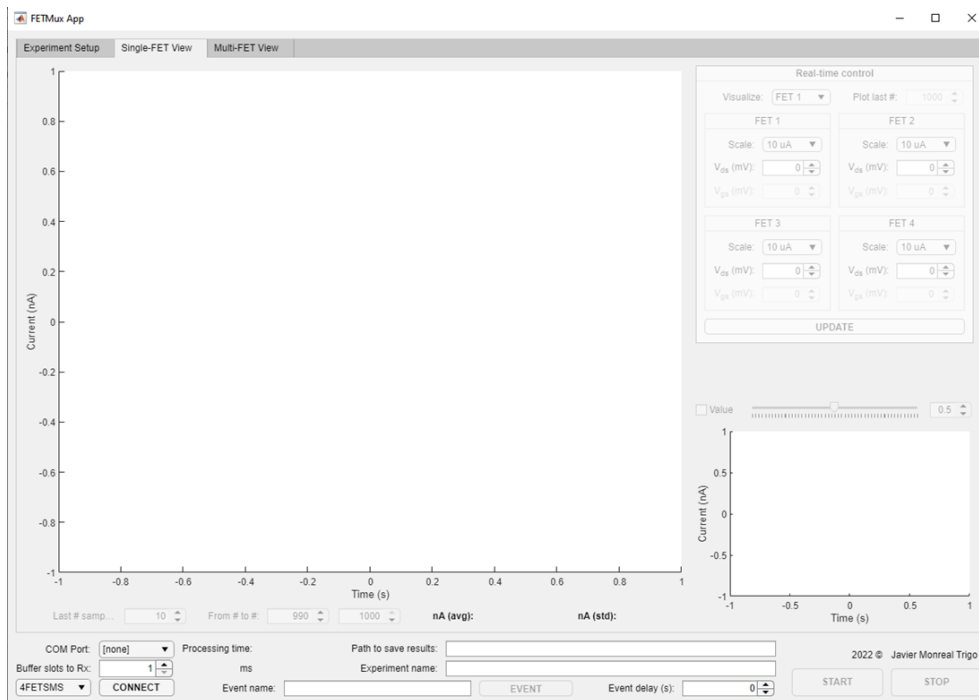 FETMux App
Experiment Setup Single-FET View Multi-FET View
1
0.8
0.6
0.4
0.2
0
-0.2
-0.4
-0.6
-0.8
-1
Current (nA)
-1 -0.8 -0.6 -0.4 -0.2 0 0.2 0.4 0.6 0.8 1
Time (s)
Last # samp... 10 From # to #: 990 1000 nA (avg): nA (std):
Real-time control
Visualize: FET 1 Plot last #: 1000
FET 1
Scale: 10 uA
Vds (mV): 0
Vgs (mV): 0
FET 2
Scale: 10 uA
Vds (mV): 0
Vgs (mV): 0
FET 3
Scale: 10 uA
Vds (mV): 0
Vgs (mV): 0
FET 4
Scale: 10 uA
Vds (mV): 0
Vgs (mV): 0
UPDATE
Value 0.5
1
0.5
0
-0.5
-1
Current (nA)
-1 -0.5 0 0.5 1
Time (s)
COM Port: [none] Processing time: Path to save results:
Buffer slots to Rx: 1 ms Experiment name:
4FETSMS CONNECT Event name: EVENT Event delay (s): 0
2022 © Javier Monreal Trigo
START STOP